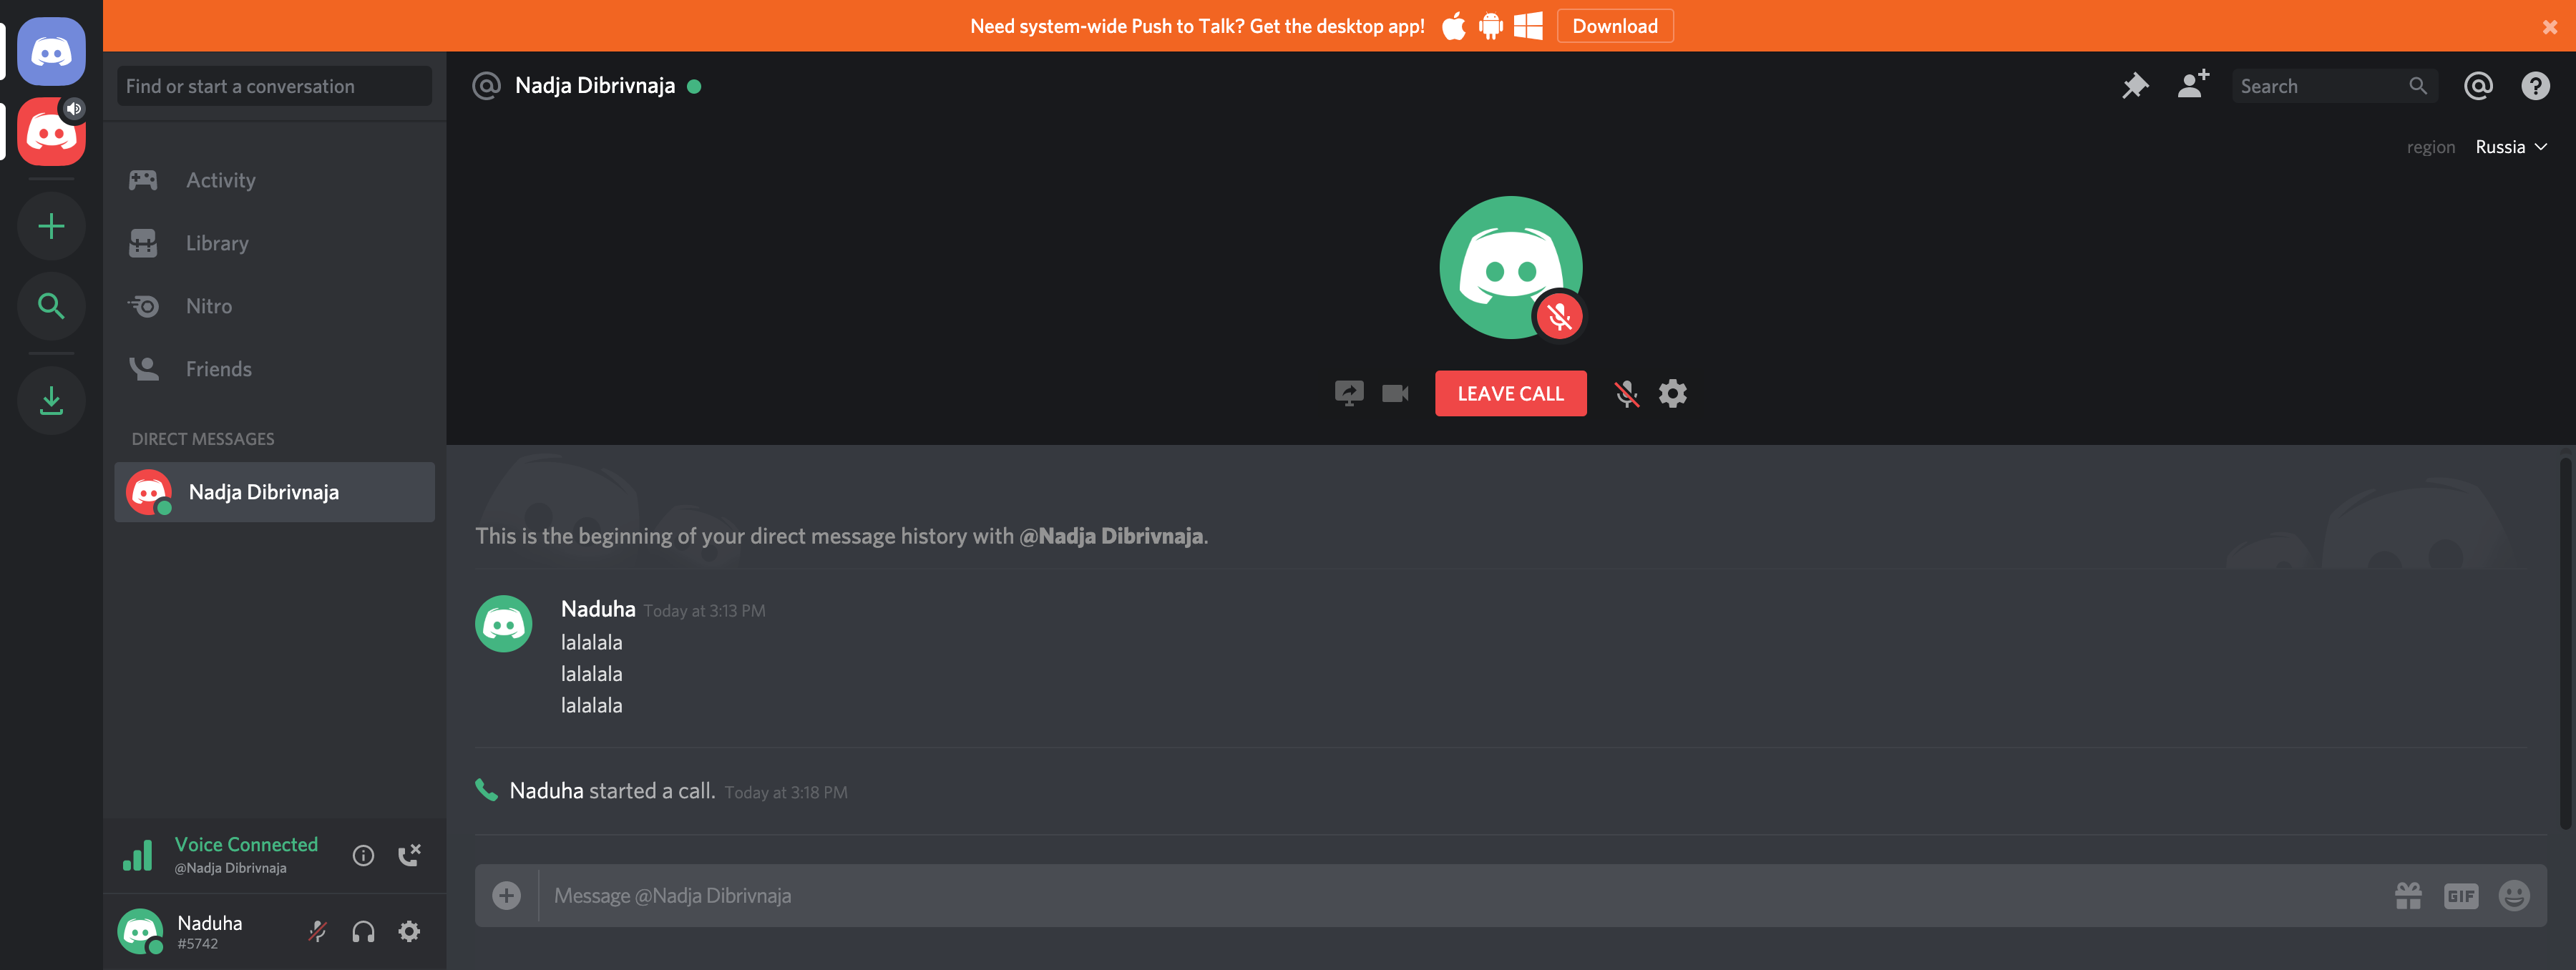 Need system-wide Push to Talk? Get the desktop app! Download
Find or start a conversation
Nadja Dibrivnaja
Search
region Russia
Activity
Library
Nitro
Friends
DIRECT MESSAGES
Nadja Dibrivnaja
LEAVE CALL
This is the beginning of your direct message history with @Nadja Dibrivnaja.
Naduha Today at 3:13 PM
lalalala
lalalala
lalalala
Naduha started a call. Today at 3:18 PM
Voice Connected
@Nadja Dibrivnaja
Naduha
#5742
Message @Nadja Dibrivnaja
GIF